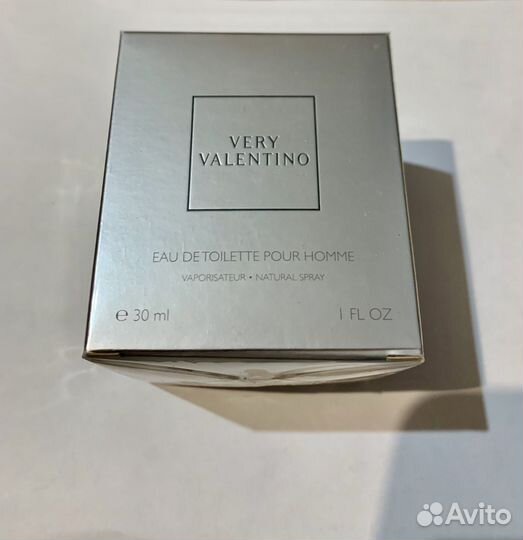 VERY
VALENTINO
EAU DE TOILETTE POUR HOMME
VAPORISATEUR • NATURAL SPRAY
e 30 ml 1 FL OZ
Avito